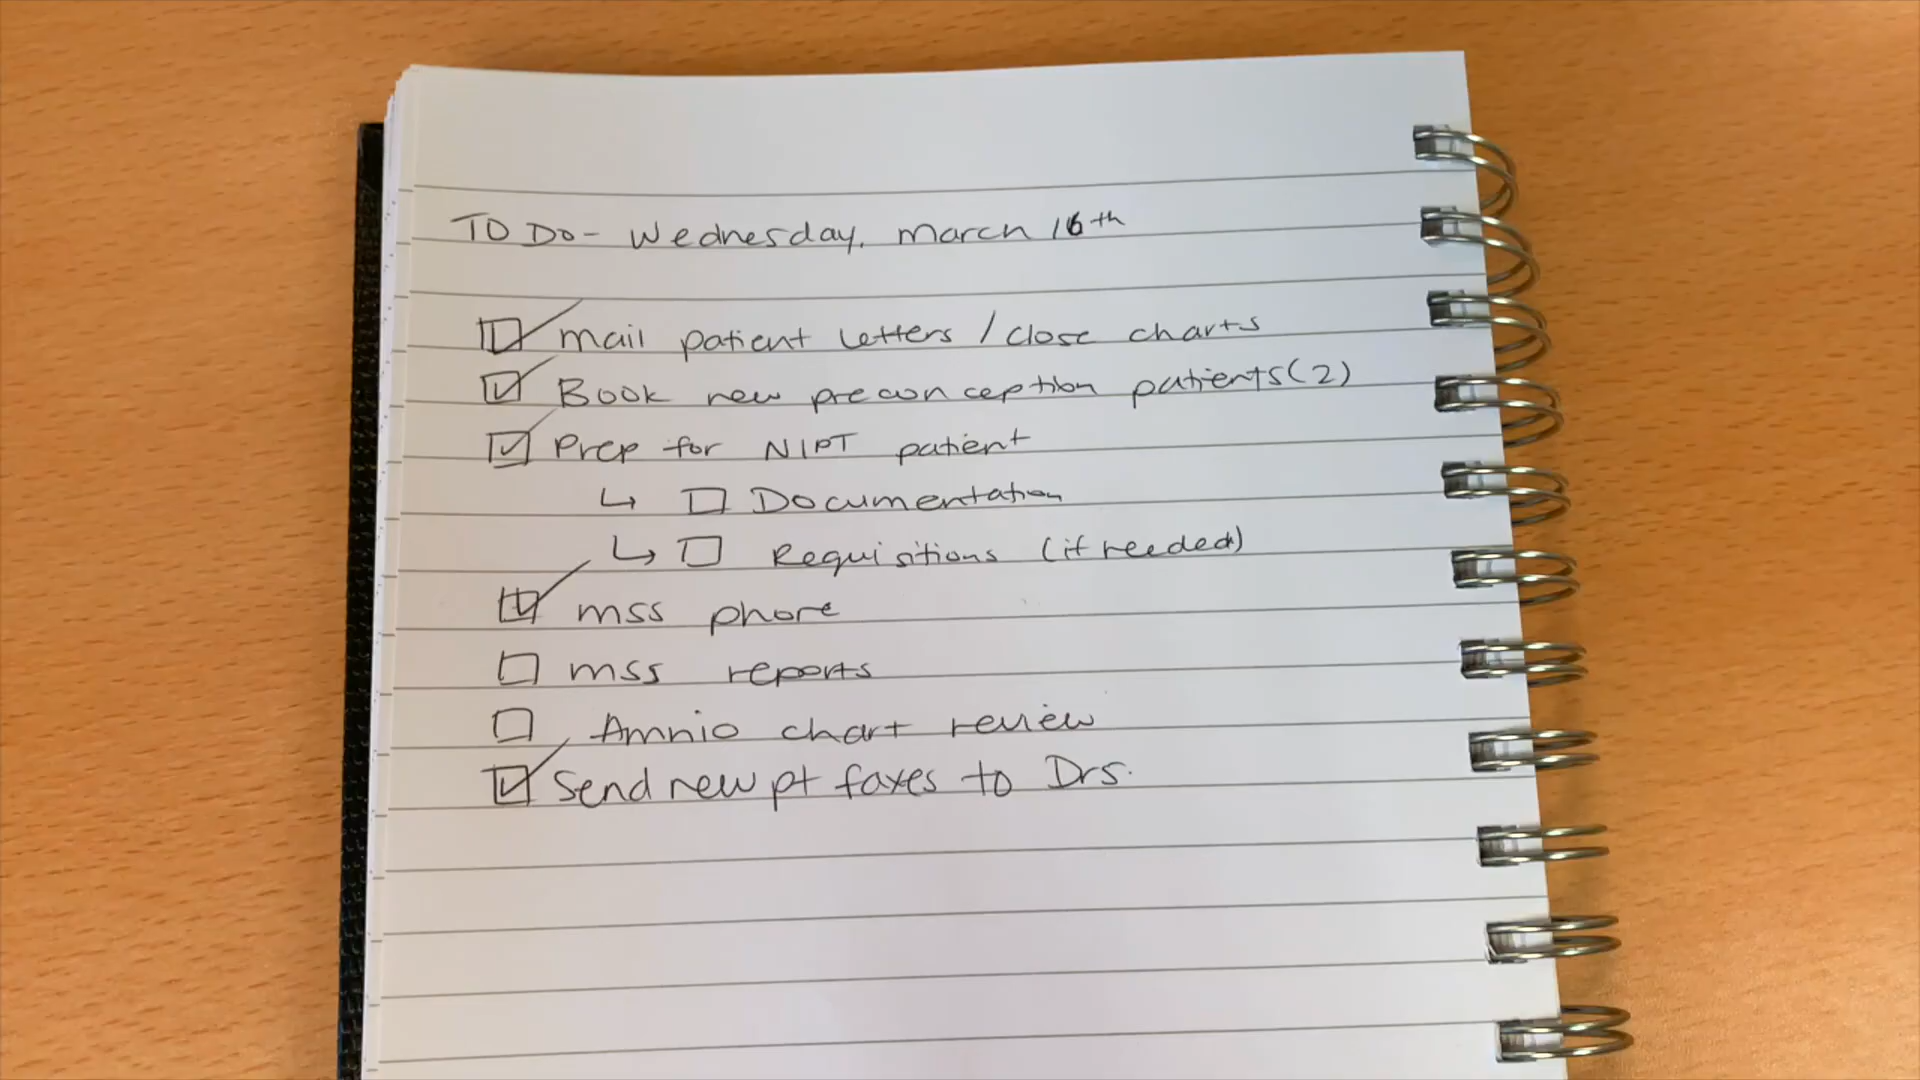 TO DO - Wednesday, March 16th
☑ Mail patient letters / close charts
☑ Book new preconception patients (2)
☑ Prep for NIPT patient
↳ ☐ Documentation
↳ ☐ Requisitions (if needed)
☑ MSS phone
☐ MSS reports
☐ Amnio chart review
☑ Send new pt faxes to Drs.